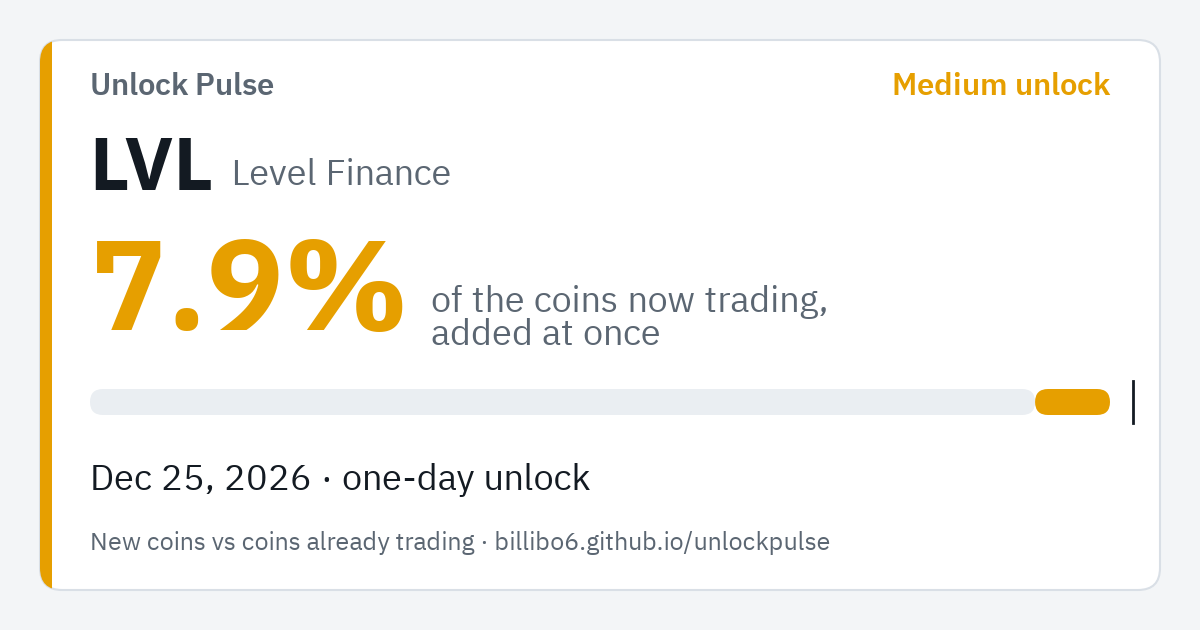 Unlock Pulse
Medium unlock
LVL Level Finance
7.9% of the coins now trading,
added at once
Dec 25, 2026 · one-day unlock
New coins vs coins already trading · billibo6.github.io/unlockpulse